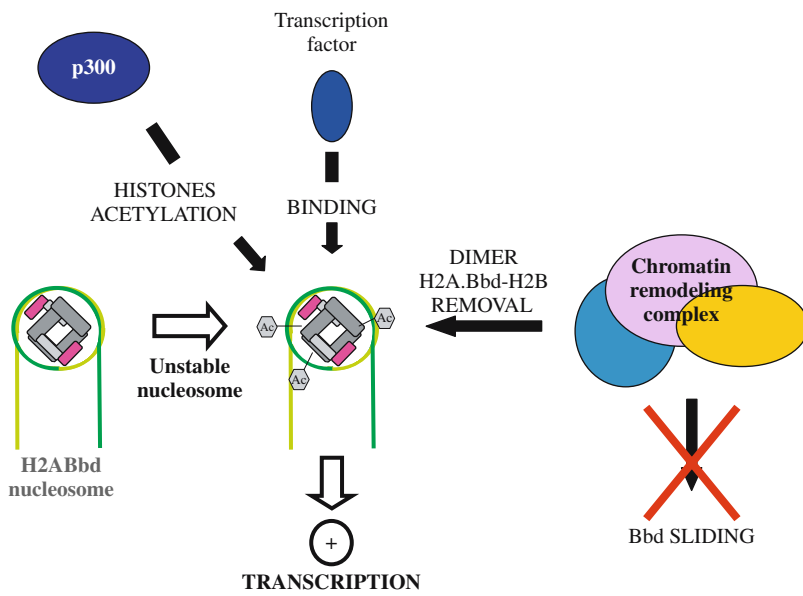 Transcription
factor
p300
HISTONES
ACETYLATION
BINDING
DIMER
H2A.Bbd-H2B
REMOVAL
Chromatin
remodeling
complex
Ac
Ac
Ac
Unstable
nucleosome
H2ABbd
nucleosome
Bbd SLIDING
+
TRANSCRIPTION